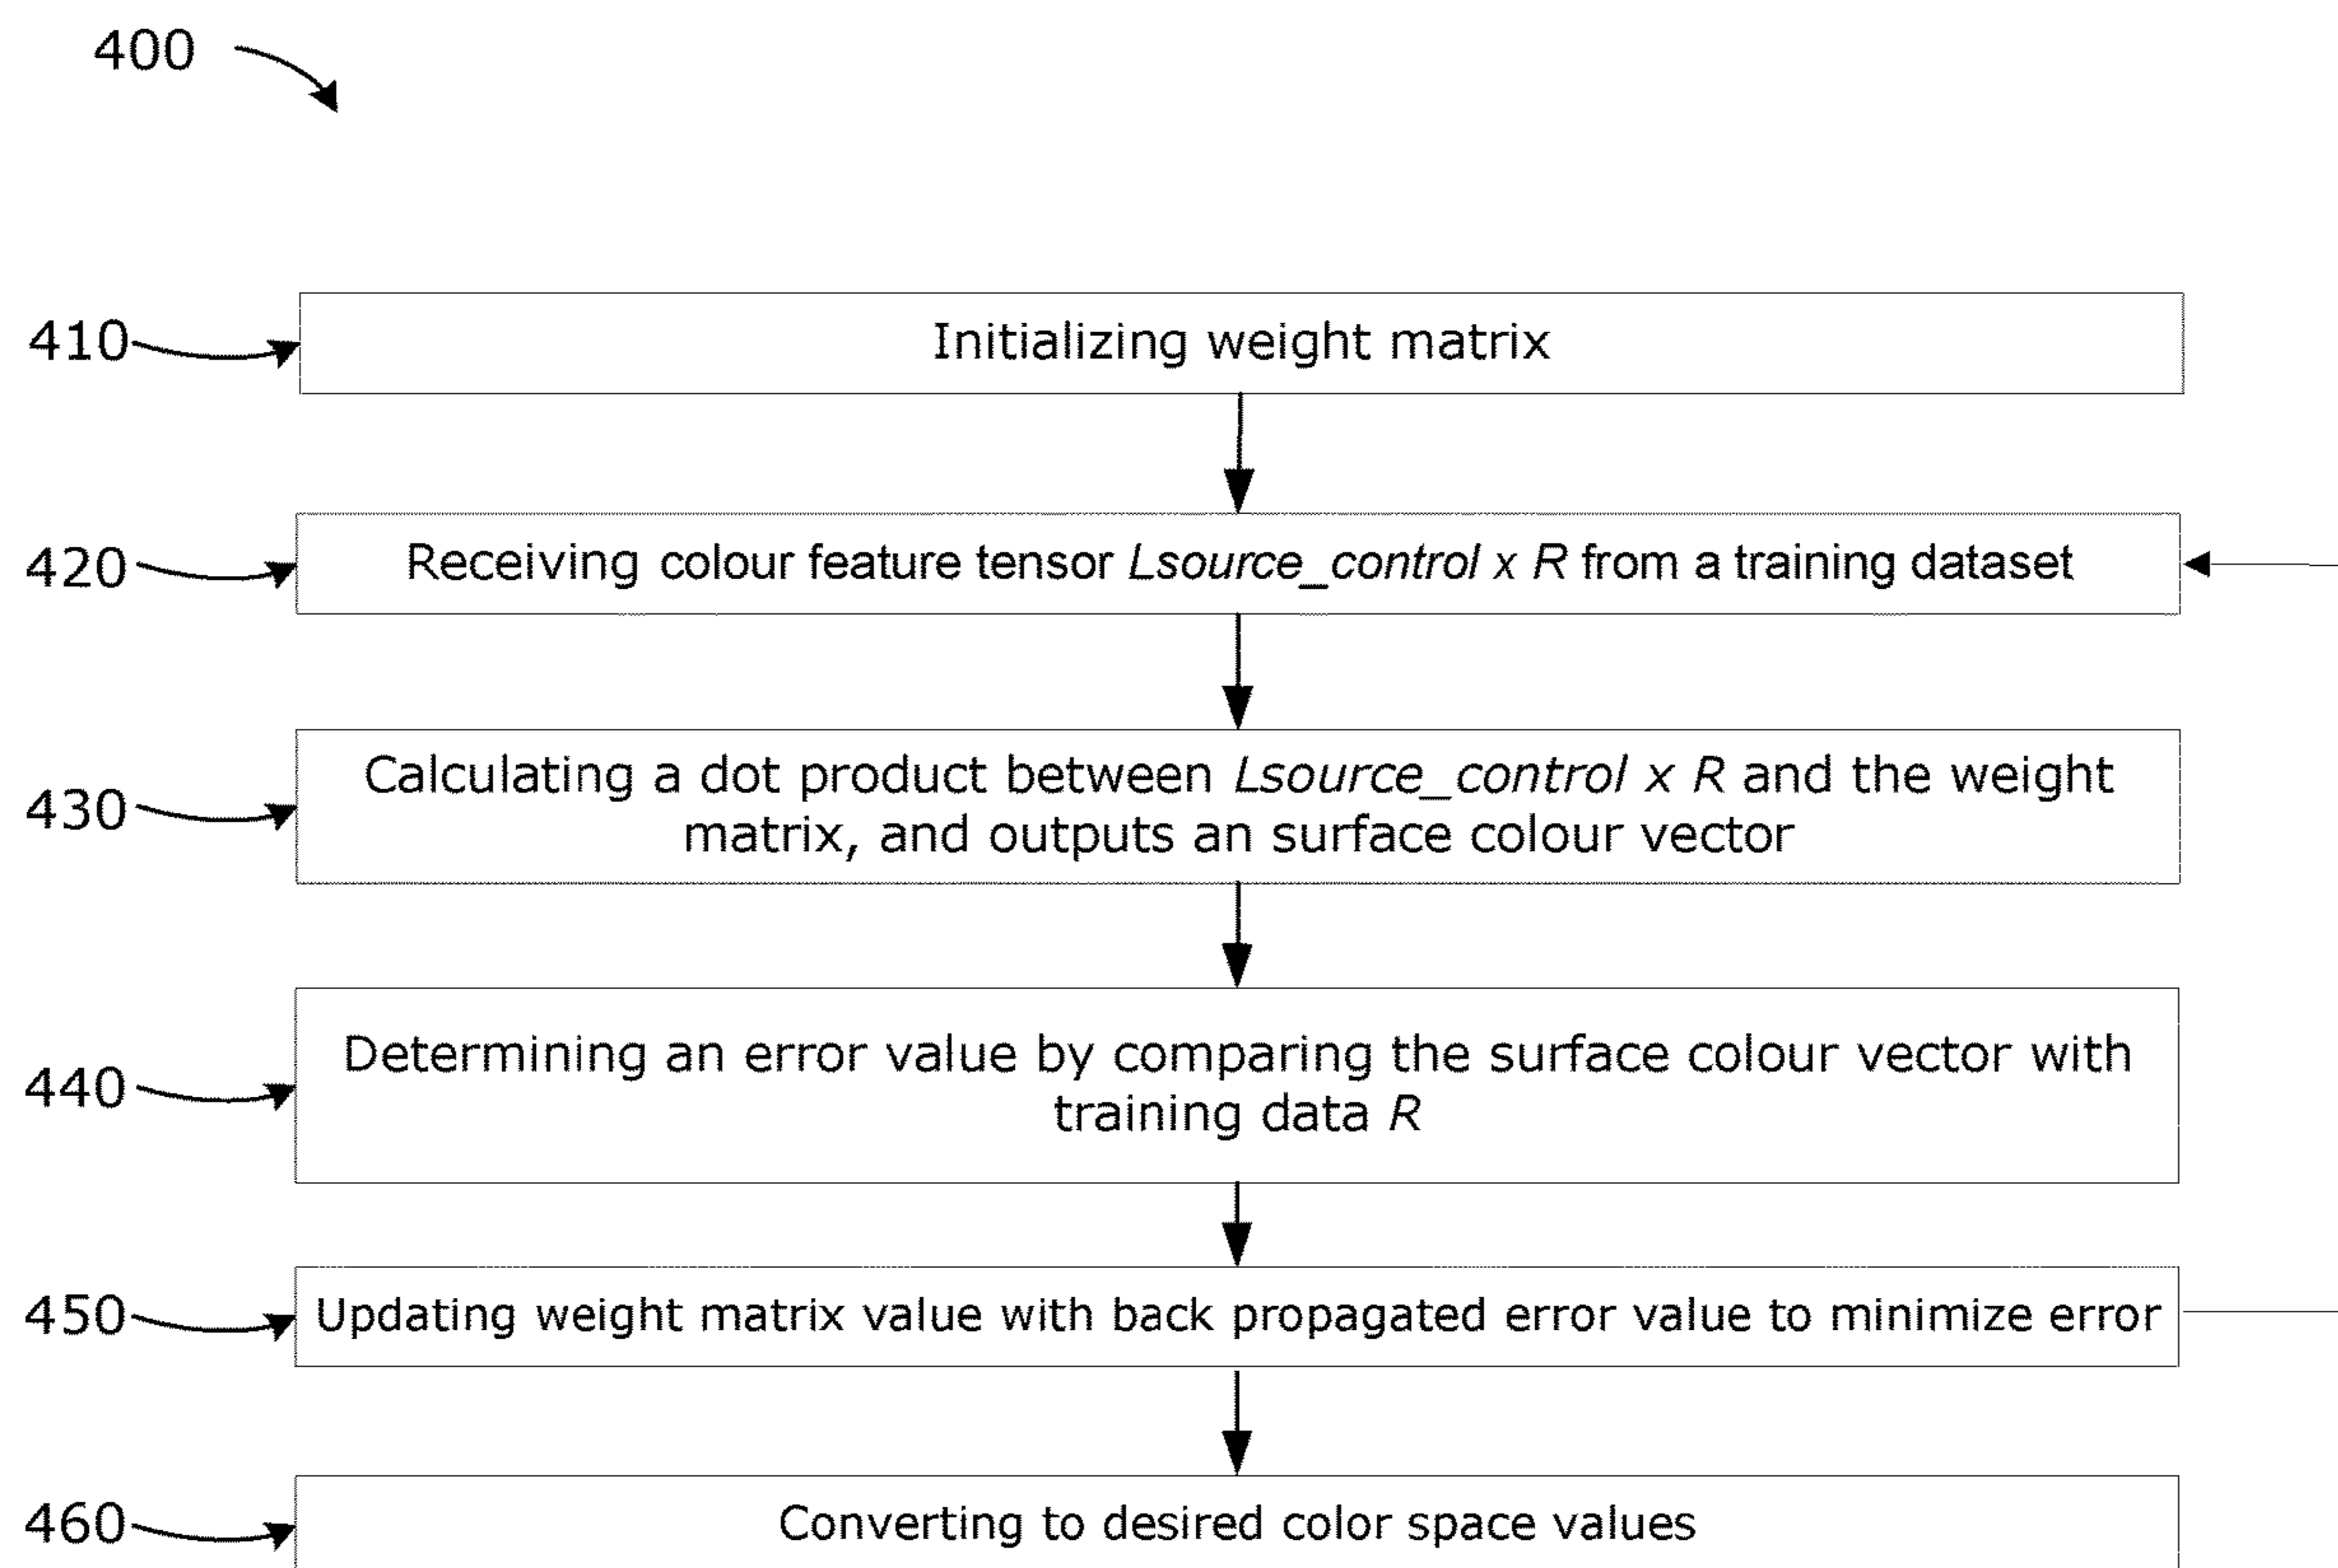 400
410
Initializing weight matrix
420
Receiving colour feature tensor Lsource_control x R from a training dataset
430
Calculating a dot product between Lsource_control x R and the weight
matrix, and outputs an surface colour vector
440
Determining an error value by comparing the surface colour vector with
training data R
450
Updating weight matrix value with back propagated error value to minimize error
460
Converting to desired color space values